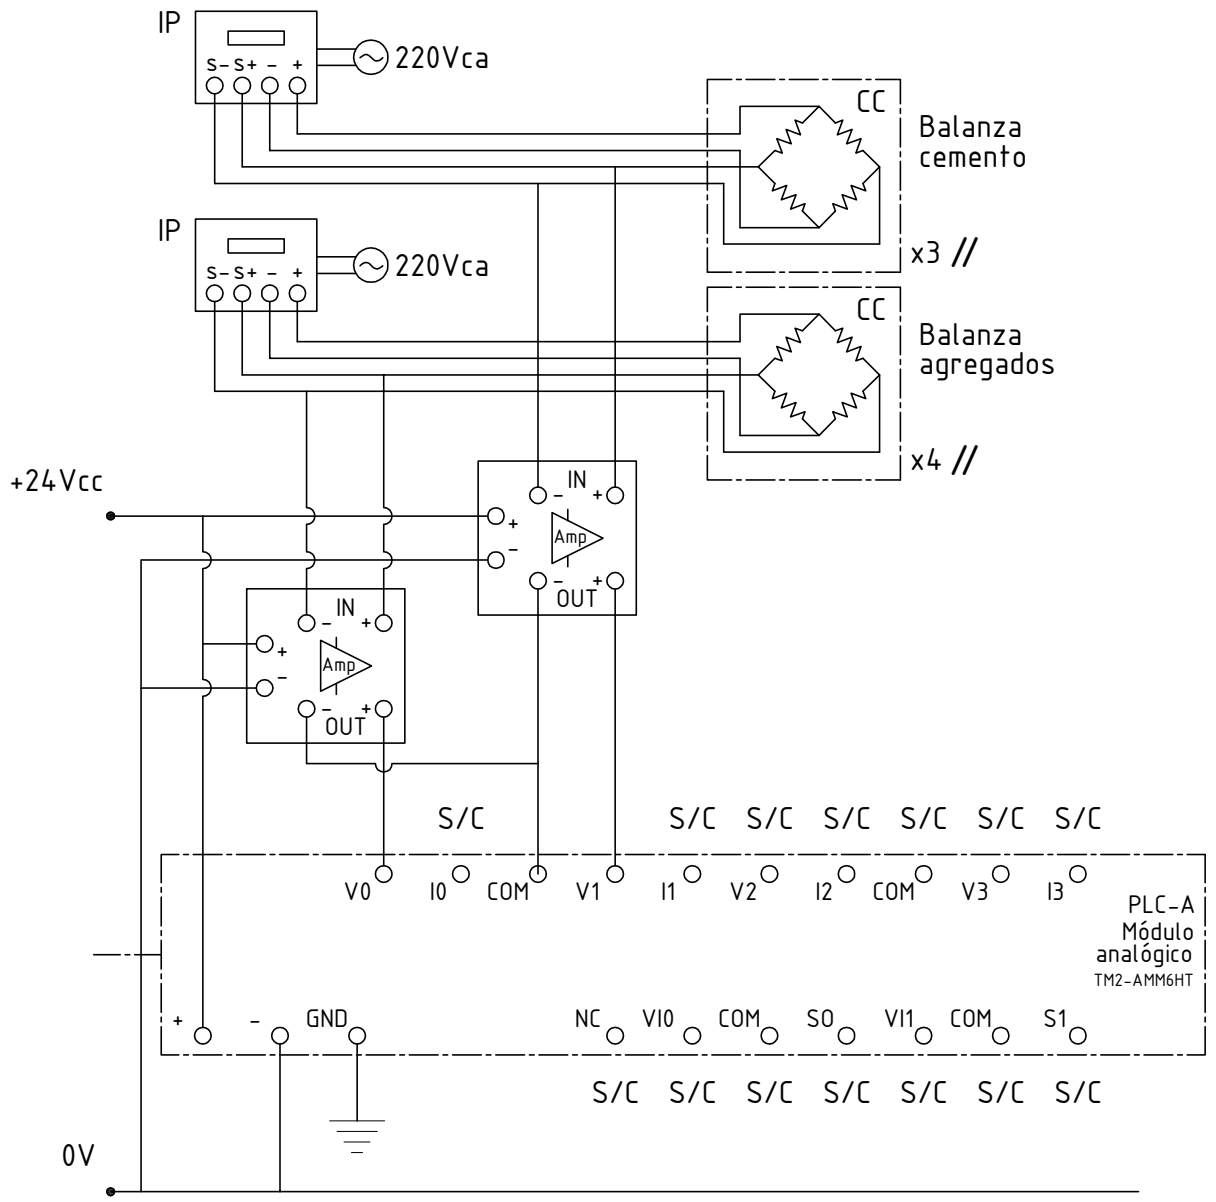 IP
S- S+ - +
220Vca
CC
Balanza
cemento
x3 //
IP
S- S+ - +
220Vca
CC
Balanza
agregados
x4 //
+24Vcc
IN
- +
+
-
Amp
- +
OUT
IN
- +
+
-
Amp
- +
OUT
S/C S/C S/C S/C S/C S/C S/C
V0 I0 COM V1 I1 V2 I2 COM V3 I3
PLC-A
Módulo
analógico
TM2-AMM6HT
+ - GND NC VI0 COM SO VI1 COM S1
S/C S/C S/C S/C S/C S/C S/C
0V